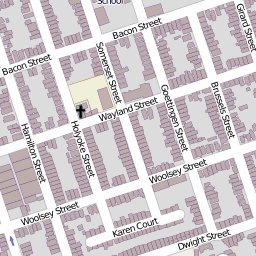 School
Bacon Street
Girard Street
Bacon Street
Somerset Street
Wayland Street
Goettingen Street
Brussels Street
Hamilton Street
Holyoke Street
Woolsey Street
Woolsey Street
Karen Court
Dwight Street